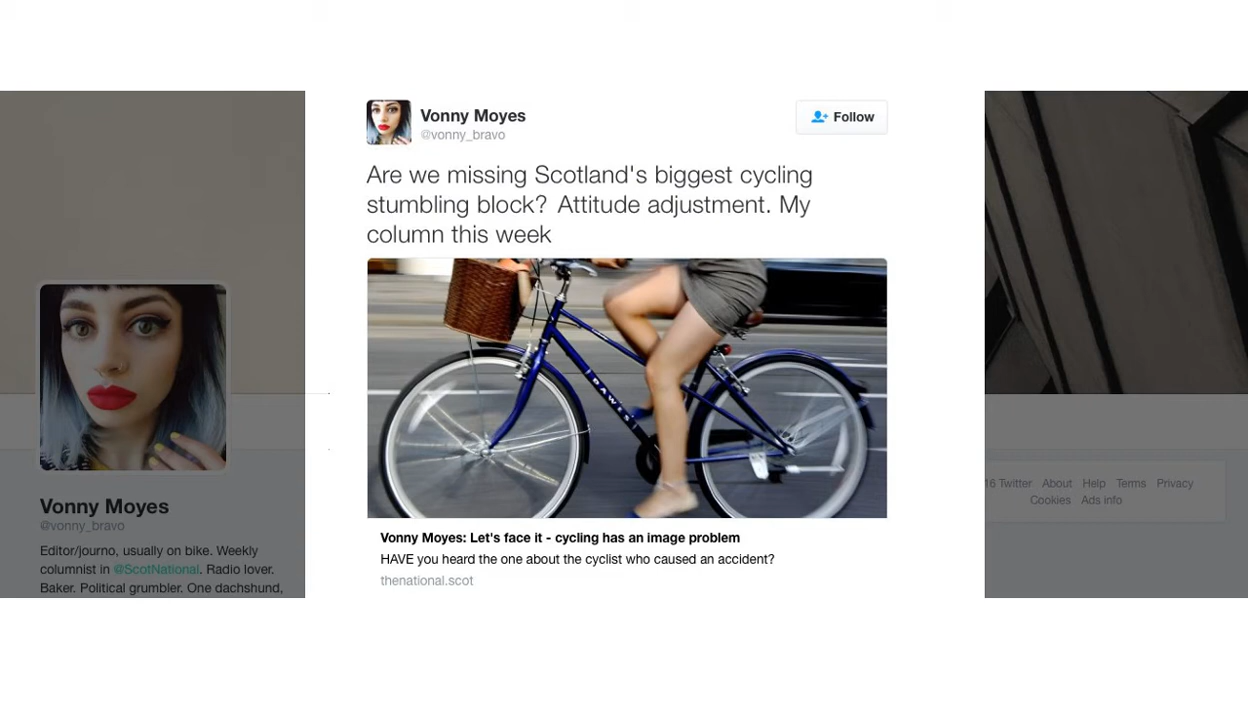 Vonny Moyes
@vonny_bravo
Follow
Are we missing Scotland's biggest cycling
stumbling block? Attitude adjustment. My
column this week
DAWES
Vonny Moyes: Let's face it - cycling has an image problem
HAVE you heard the one about the cyclist who caused an accident?
thenational.scot
Vonny Moyes
@vonny_bravo
Editor/journo, usually on bike. Weekly
columnist in @ScotNational. Radio lover.
Baker. Political grumbler. One dachshund,
16 Twitter About Help Terms Privacy
Cookies Ads info